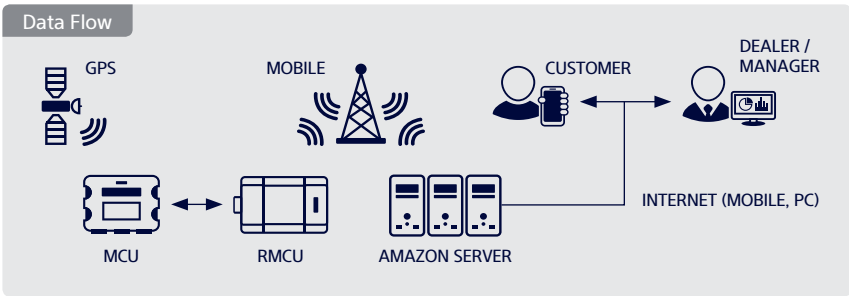 Data Flow
GPS
MOBILE
CUSTOMER
DEALER /
MANAGER
INTERNET (MOBILE, PC)
MCU
RMCU
AMAZON SERVER